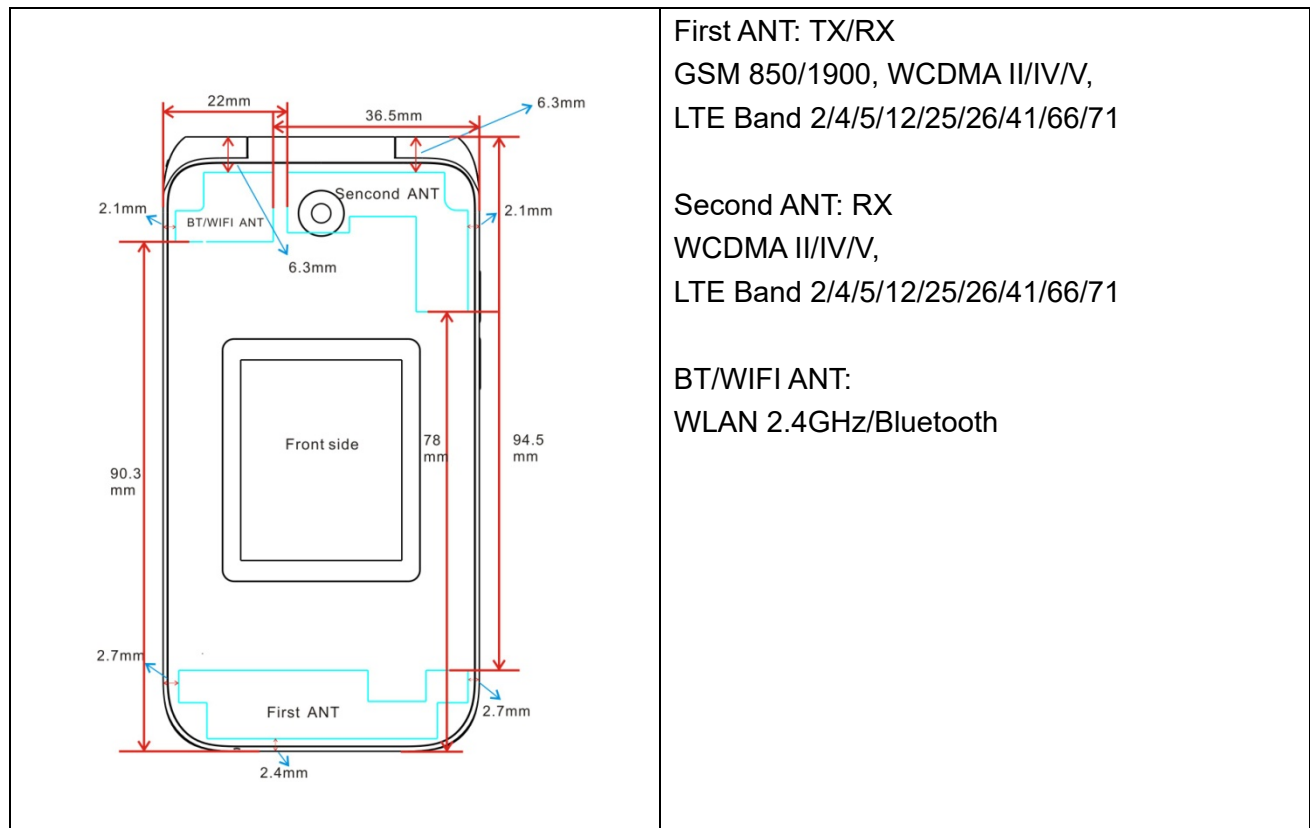 22mm
36.5mm
6.3mm
Sencond ANT
2.1mm
BT/WIFI ANT
2.1mm
6.3mm
Front side
78
mm
94.5
mm
90.3
mm
2.7mm
First ANT
2.7mm
2.4mm
First ANT: TX/RX
GSM 850/1900, WCDMA II/IV/V,
LTE Band 2/4/5/12/25/26/41/66/71
Second ANT: RX
WCDMA II/IV/V,
LTE Band 2/4/5/12/25/26/41/66/71
BT/WIFI ANT:
WLAN 2.4GHz/Bluetooth